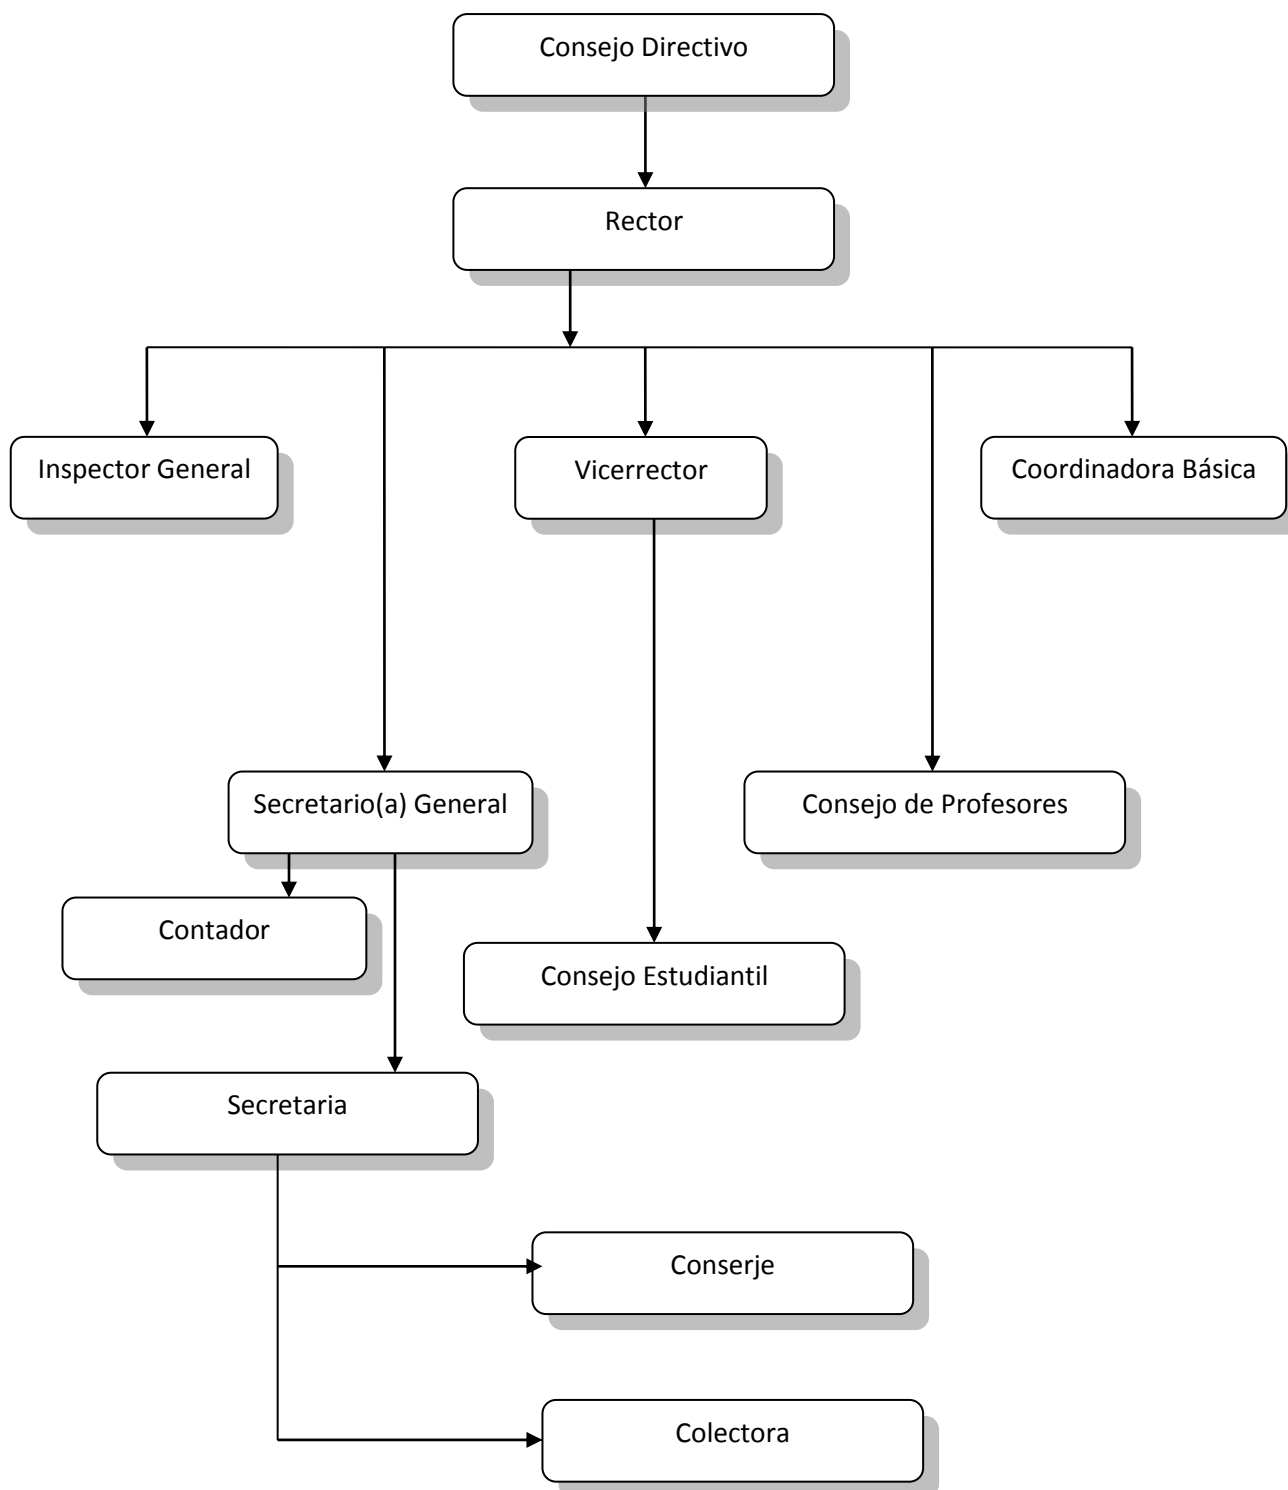 Consejo Directivo
Rector
Inspector General
Vicerrector
Coordinadora Básica
Secretario(a) General
Consejo de Profesores
Contador
Consejo Estudiantil
Secretaria
Conserje
Colectora